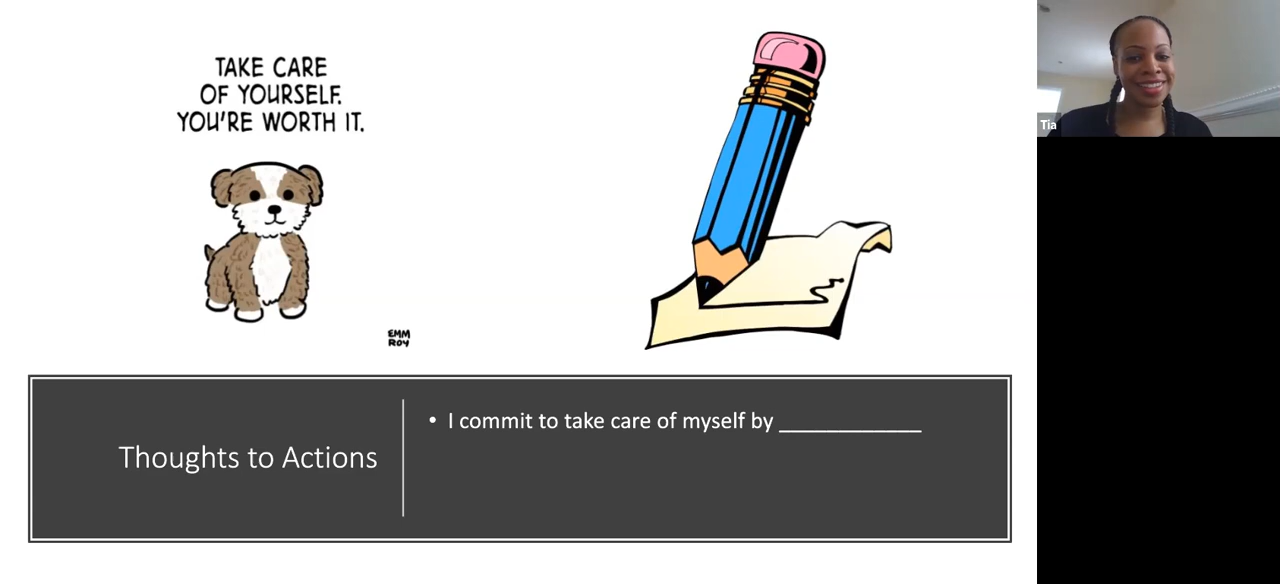 TAKE CARE
OF YOURSELF.
YOU'RE WORTH IT.
EMM
ROY
Tia
Thoughts to Actions
• I commit to take care of myself by ____________